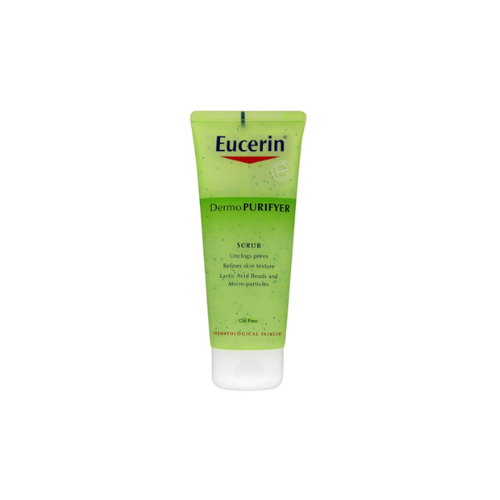 Eucerin
DermoPURIFYER
SCRUB
Unclogs pores
Refines skin texture
Lactic Acid Beads and
Micro-particles
Oil Free
DERMATOLOGICAL SKINCARE